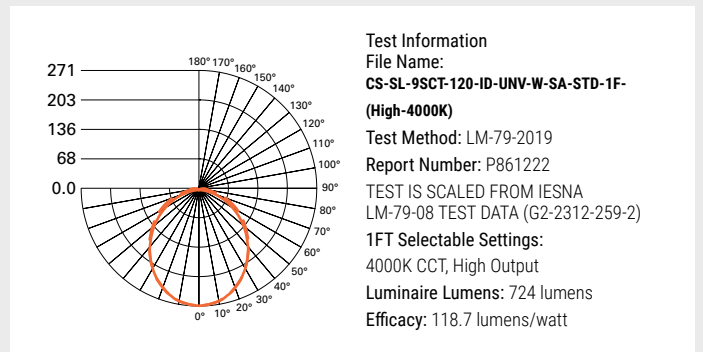 271
203
136
68
0.0
180° 170° 160° 150° 140° 130° 120° 110° 100° 90° 80° 70° 60° 50° 40° 30° 20° 10° 0°
Test Information
File Name:
CS-SL-9SCT-120-ID-UNV-W-SA-STD-1F-
(High-4000K)
Test Method: LM-79-2019
Report Number: P861222
TEST IS SCALED FROM IESNA
LM-79-08 TEST DATA (G2-2312-259-2)
1FT Selectable Settings:
4000K CCT, High Output
Luminaire Lumens: 724 lumens
Efficacy: 118.7 lumens/watt